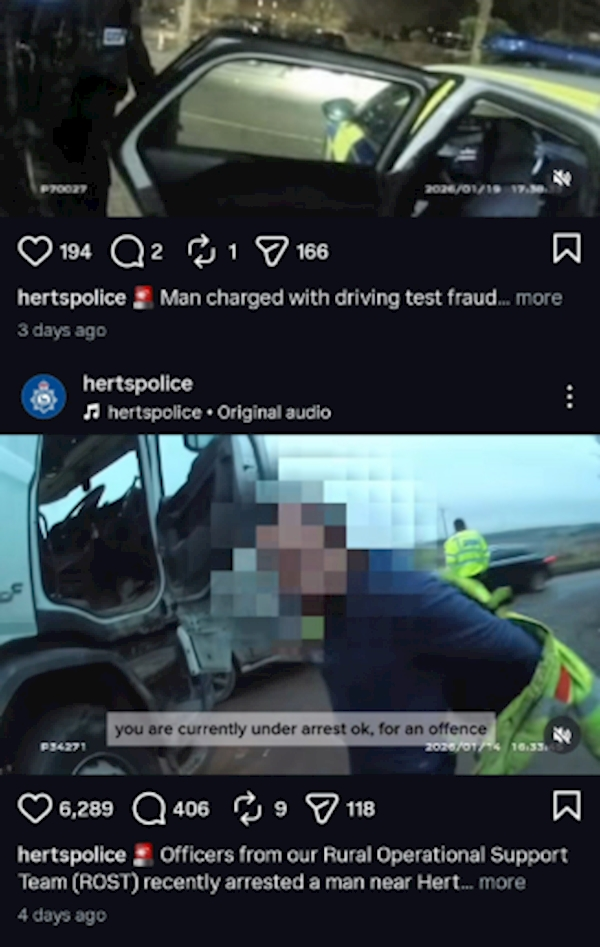 P70027
2026/01/19 17:38:
194 2 1 166
hertspolice 🚨 Man charged with driving test fraud... more
3 days ago
hertspolice
hertspolice • Original audio
you are currently under arrest ok, for an offence
P34271
2026/01/14 16:33:
6,289 406 9 118
hertspolice 🚨 Officers from our Rural Operational Support
Team (ROST) recently arrested a man near Hert... more
4 days ago